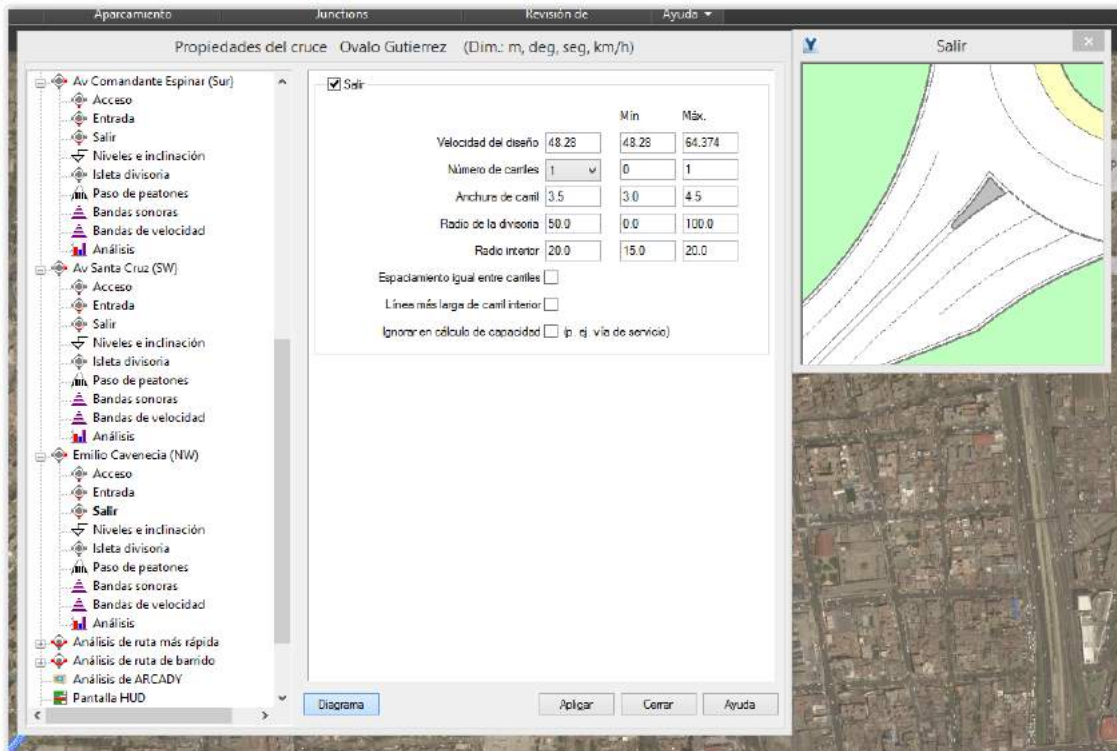 Aparcamiento Junctions Revisión de Ayuda
Propiedades del cruce Ovalo Gutierrez (Dim.: m, deg, seg, km/h)
Av Comandante Espinar (Sur)
Acceso
Entrada
Salir
Niveles e inclinación
Isleta divisoria
Paso de peatones
Bandas sonoras
Bandas de velocidad
Análisis
Av Santa Cruz (SW)
Acceso
Entrada
Salir
Niveles e inclinación
Isleta divisoria
Paso de peatones
Bandas sonoras
Bandas de velocidad
Análisis
Emilio Cavenecia (NW)
Acceso
Entrada
Salir
Niveles e inclinación
Isleta divisoria
Paso de peatones
Bandas sonoras
Bandas de velocidad
Análisis
Análisis de ruta más rápida
Análisis de ruta de barrido
Análisis de ARCADY
Pantalla HUD
Salir
Mín Máx.
Velocidad del diseño 48.28 48.28 64.374
Número de carriles 1 0 1
Anchura de carril 3.5 3.0 4.5
Radio de la divisoria 50.0 0.0 100.0
Radio interior 20.0 15.0 20.0
Espaciamiento igual entre carriles
Línea más larga de carril interior
Ignorar en cálculo de capacidad (p. ej. vía de servicio)
Diagrama Apligar Cerrar Ayuda
Salir